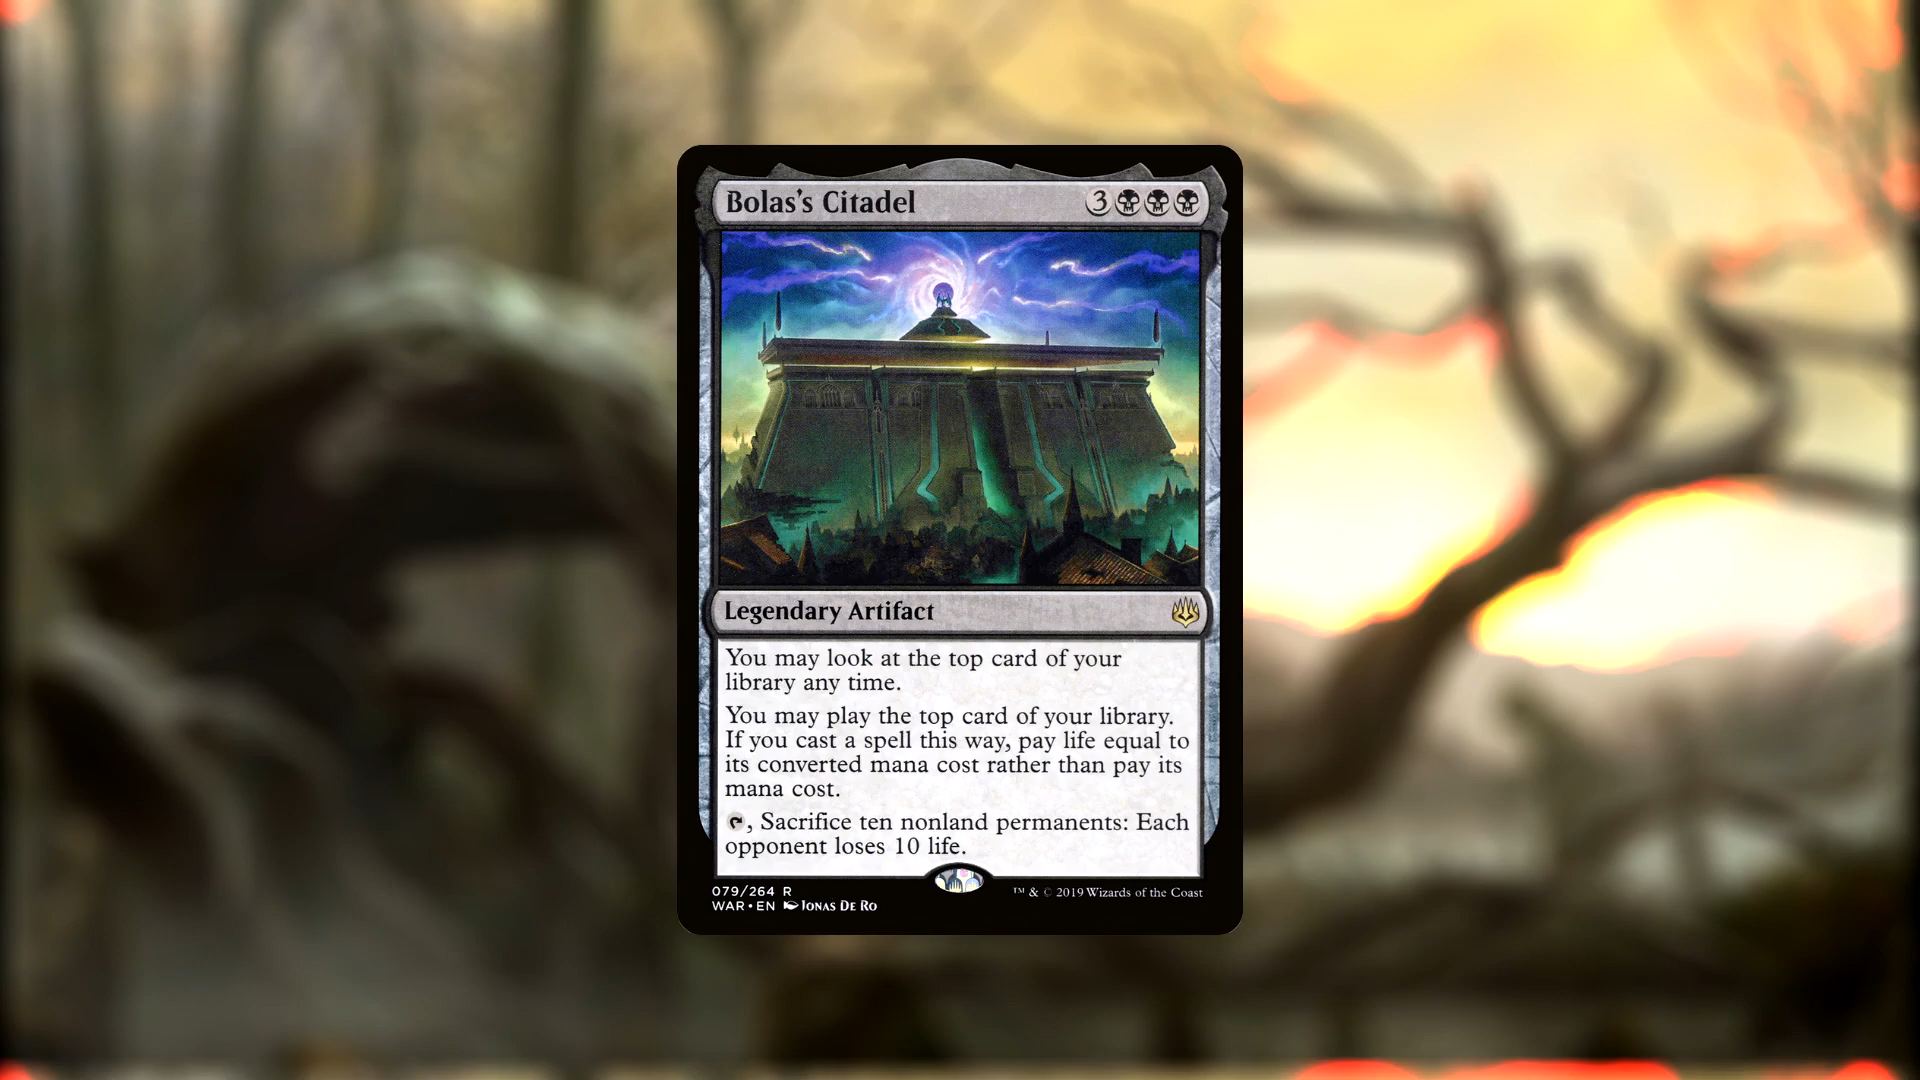 Bolas's Citadel 3
Legendary Artifact
You may look at the top card of your
library any time.
You may play the top card of your library.
If you cast a spell this way, pay life equal to
its converted mana cost rather than pay its
mana cost.
, Sacrifice ten nonland permanents: Each
opponent loses 10 life.
079/264 R
WAR • EN Jonas De Ro
™ & © 2019 Wizards of the Coast